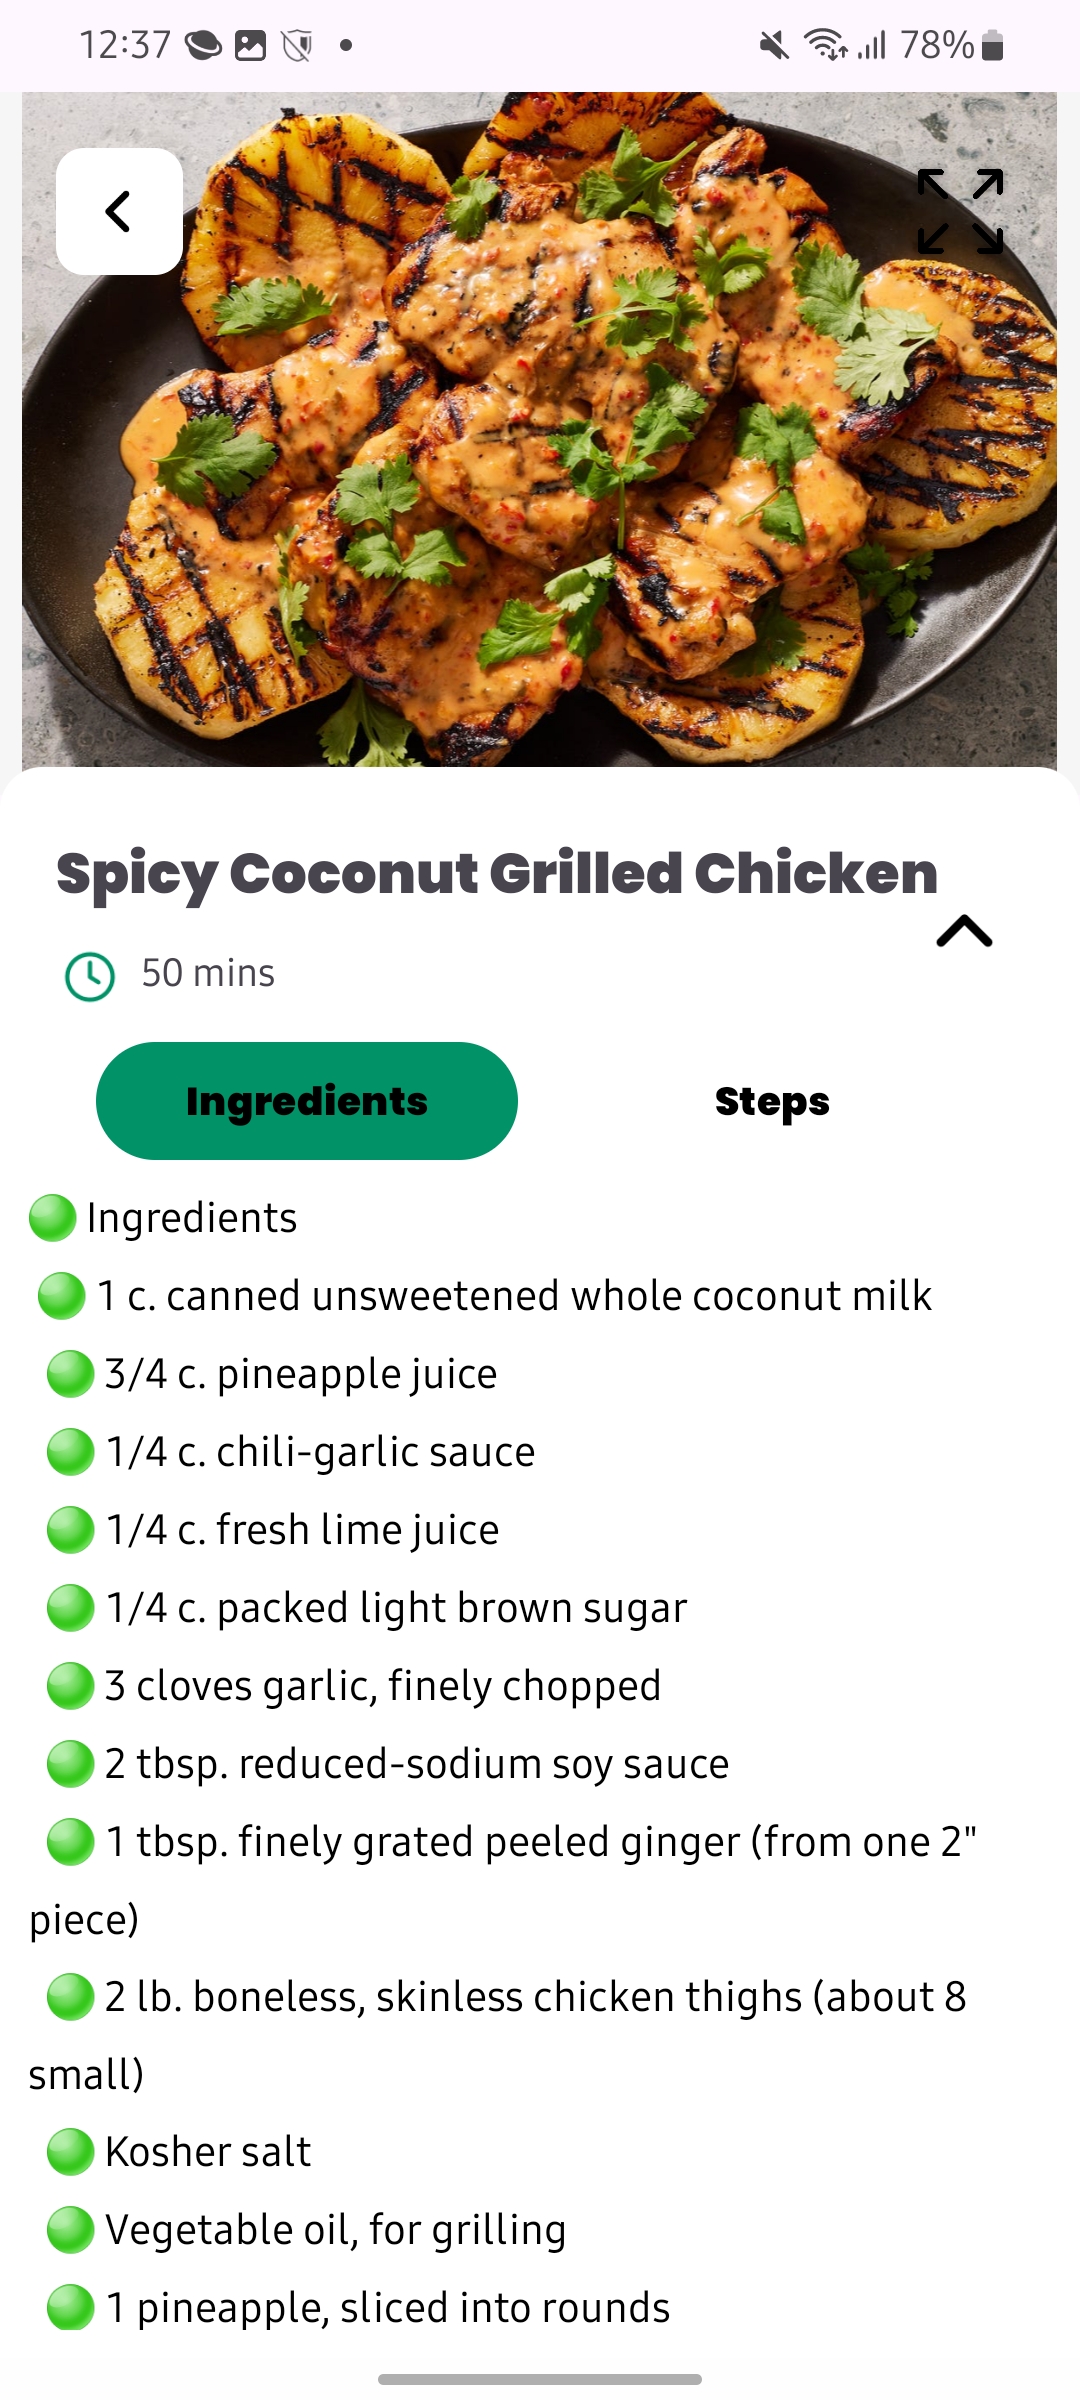 12:37
78%
Spicy Coconut Grilled Chicken
50 mins
Ingredients
Steps
Ingredients
1 c. canned unsweetened whole coconut milk
3/4 c. pineapple juice
1/4 c. chili-garlic sauce
1/4 c. fresh lime juice
1/4 c. packed light brown sugar
3 cloves garlic, finely chopped
2 tbsp. reduced-sodium soy sauce
1 tbsp. finely grated peeled ginger (from one 2"
piece)
2 lb. boneless, skinless chicken thighs (about 8
small)
Kosher salt
Vegetable oil, for grilling
1 pineapple, sliced into rounds